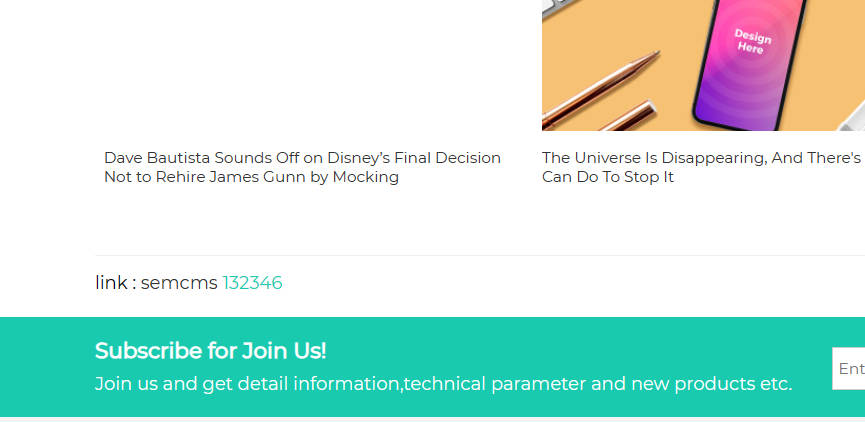 Design
Here
Dave Bautista Sounds Off on Disney’s Final Decision
Not to Rehire James Gunn by Mocking
The Universe Is Disappearing, And There's
Can Do To Stop It
link : semcms 132346
Subscribe for Join Us!
Join us and get detail information,technical parameter and new products etc.
Ent